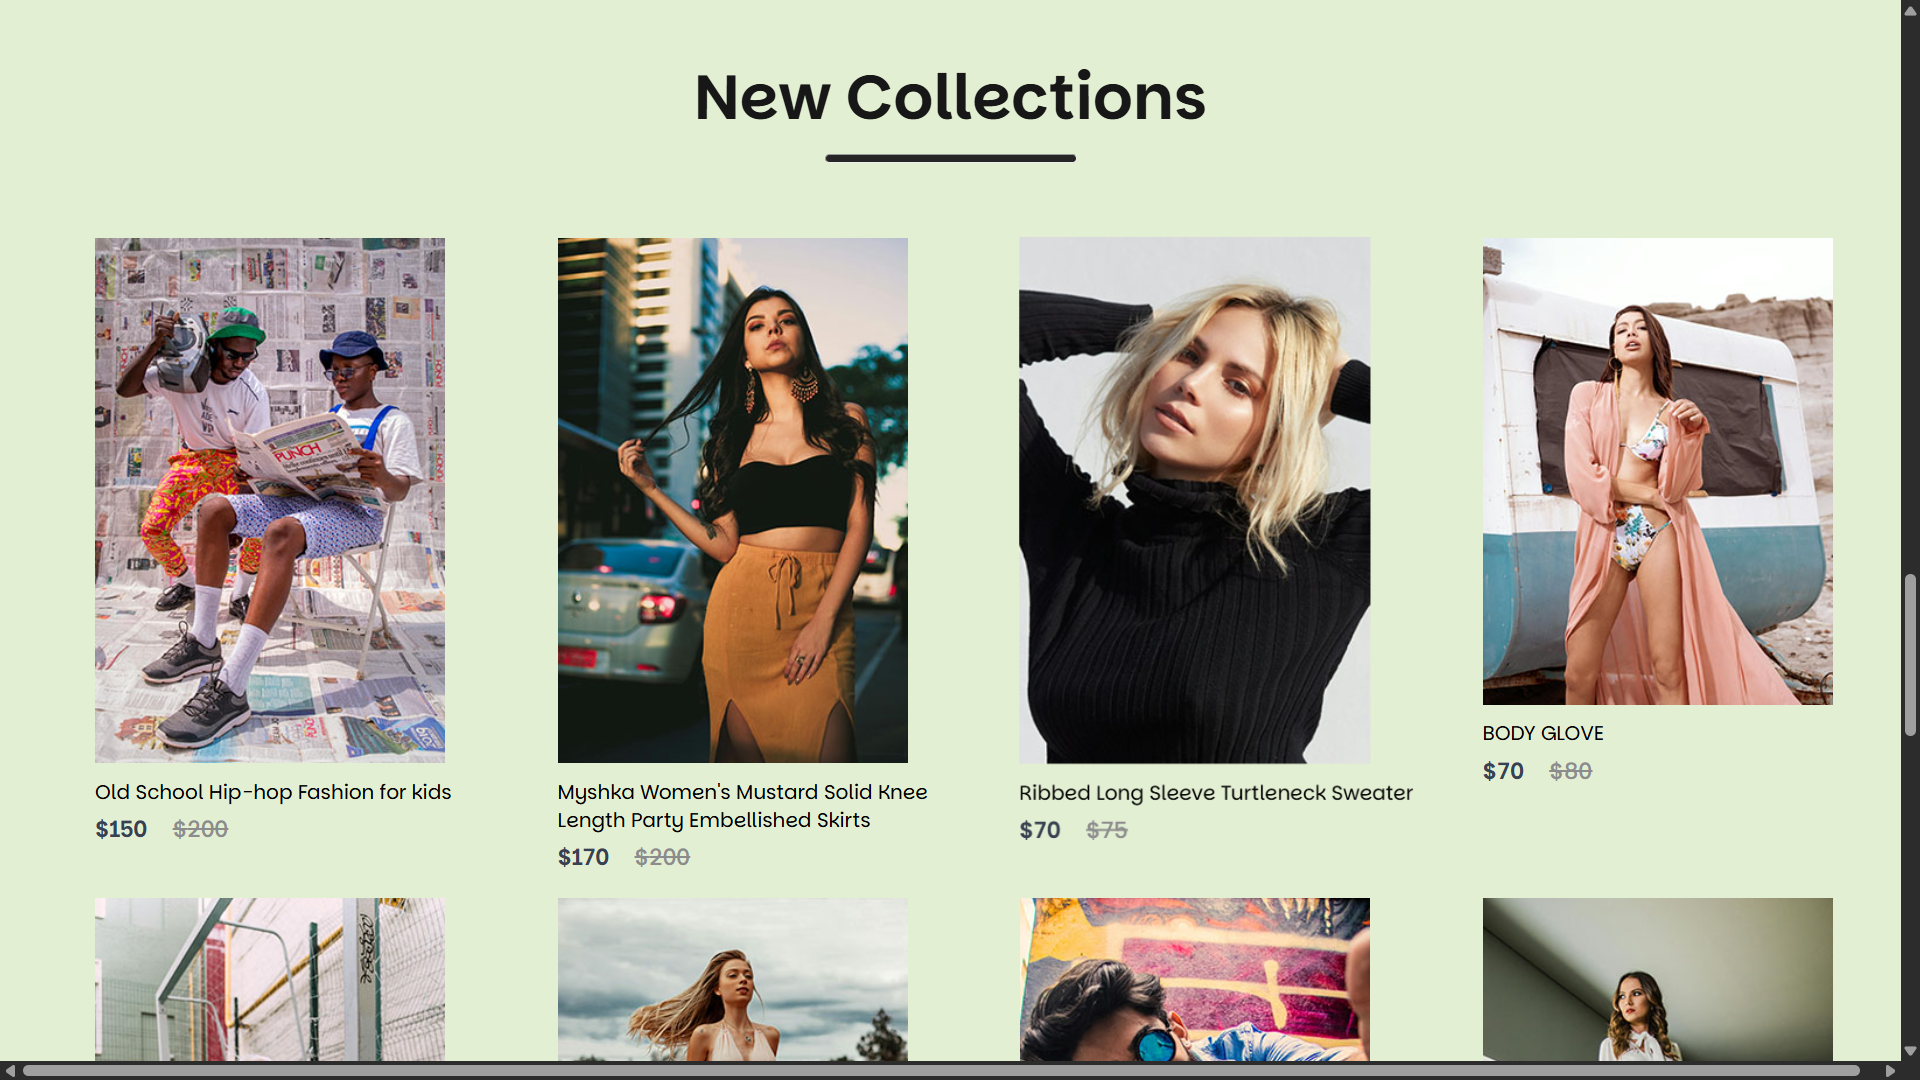 New Collections
PUNCH
Old School Hip-hop Fashion for kids
$150 $200
Myshka Women's Mustard Solid Knee
Length Party Embellished Skirts
$170 $200
Ribbed Long Sleeve Turtleneck Sweater
$70 $75
BODY GLOVE
$70 $80